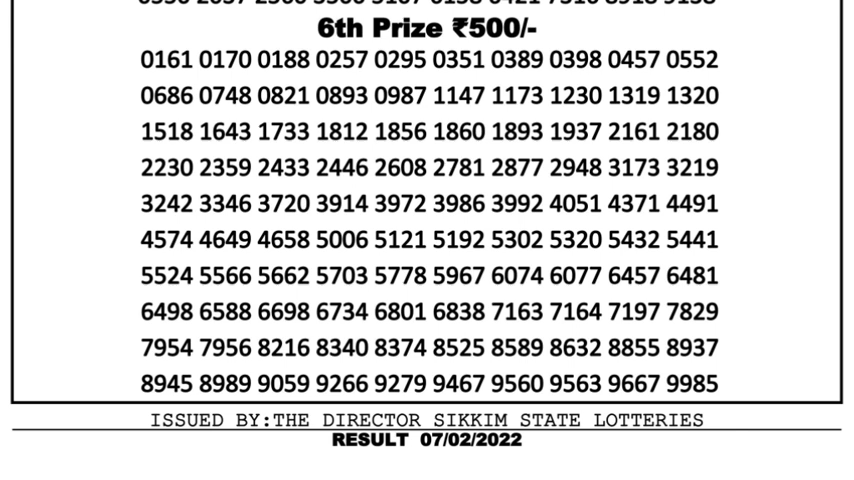 6th Prize ₹500/-
0161 0170 0188 0257 0295 0351 0389 0398 0457 0552
0686 0748 0821 0893 0987 1147 1173 1230 1319 1320
1518 1643 1733 1812 1856 1860 1893 1937 2161 2180
2230 2359 2433 2446 2608 2781 2877 2948 3173 3219
3242 3346 3720 3914 3972 3986 3992 4051 4371 4491
4574 4649 4658 5006 5121 5192 5302 5320 5432 5441
5524 5566 5662 5703 5778 5967 6074 6077 6457 6481
6498 6588 6698 6734 6801 6838 7163 7164 7197 7829
7954 7956 8216 8340 8374 8525 8589 8632 8855 8937
8945 8989 9059 9266 9279 9467 9560 9563 9667 9985
ISSUED BY:THE DIRECTOR SIKKIM STATE LOTTERIES
RESULT 07/02/2022